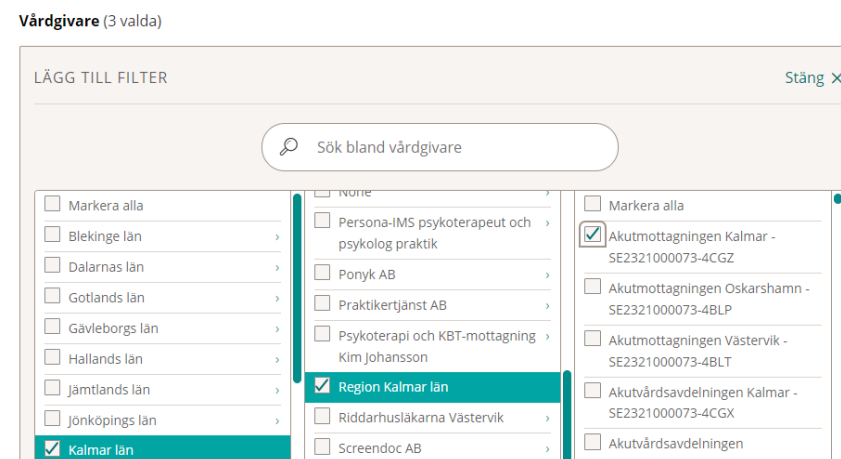 Vårdgivare (3 valda)
LÄGG TILL FILTER
Stäng ×
Sök bland vårdgivare
Markera alla
Blekinge län
Dalarnas län
Gotlands län
Gävleborgs län
Hallands län
Jämtlands län
Jönköpings län
Kalmar län
None
Persona-IMS psykoterapeut och
psykolog praktik
Ponyk AB
Praktikertjänst AB
Psykoterapi och KBT-mottagning
Kim Johansson
Region Kalmar län
Riddarhusläkarna Västervik
Screendoc AB
Markera alla
Akutmottagningen Kalmar -
SE2321000073-4CGZ
Akutmottagningen Oskarshamn -
SE2321000073-4BLP
Akutmottagningen Västervik -
SE2321000073-4BLT
Akutvårdsavdelningen Kalmar -
SE2321000073-4CGX
Akutvårdsavdelningen